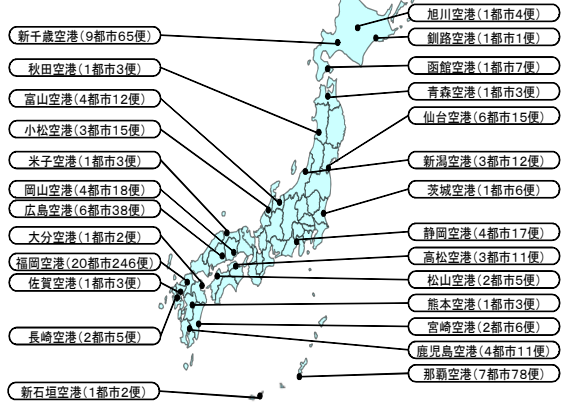 新千歳空港(9都市65便)
秋田空港(1都市3便)
富山空港(4都市12便)
小松空港(3都市15便)
米子空港(1都市3便)
岡山空港(4都市18便)
広島空港(6都市38便)
大分空港(1都市2便)
福岡空港(20都市246便)
佐賀空港(1都市3便)
長崎空港(2都市5便)
新石垣空港(1都市2便)
旭川空港(1都市4便)
釧路空港(1都市1便)
函館空港(1都市7便)
青森空港(1都市3便)
仙台空港(6都市15便)
新潟空港(3都市12便)
茨城空港(1都市6便)
静岡空港(4都市17便)
高松空港(3都市11便)
松山空港(2都市5便)
熊本空港(1都市3便)
宮崎空港(2都市6便)
鹿児島空港(4都市11便)
那覇空港(7都市78便)